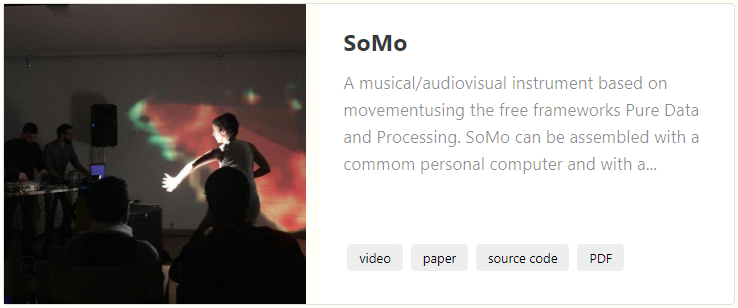 SoMo
A musical/audiovisual instrument based on
movementusing the free frameworks Pure Data
and Processing. SoMo can be assembled with a
commom personal computer and with a...
video paper source code PDF